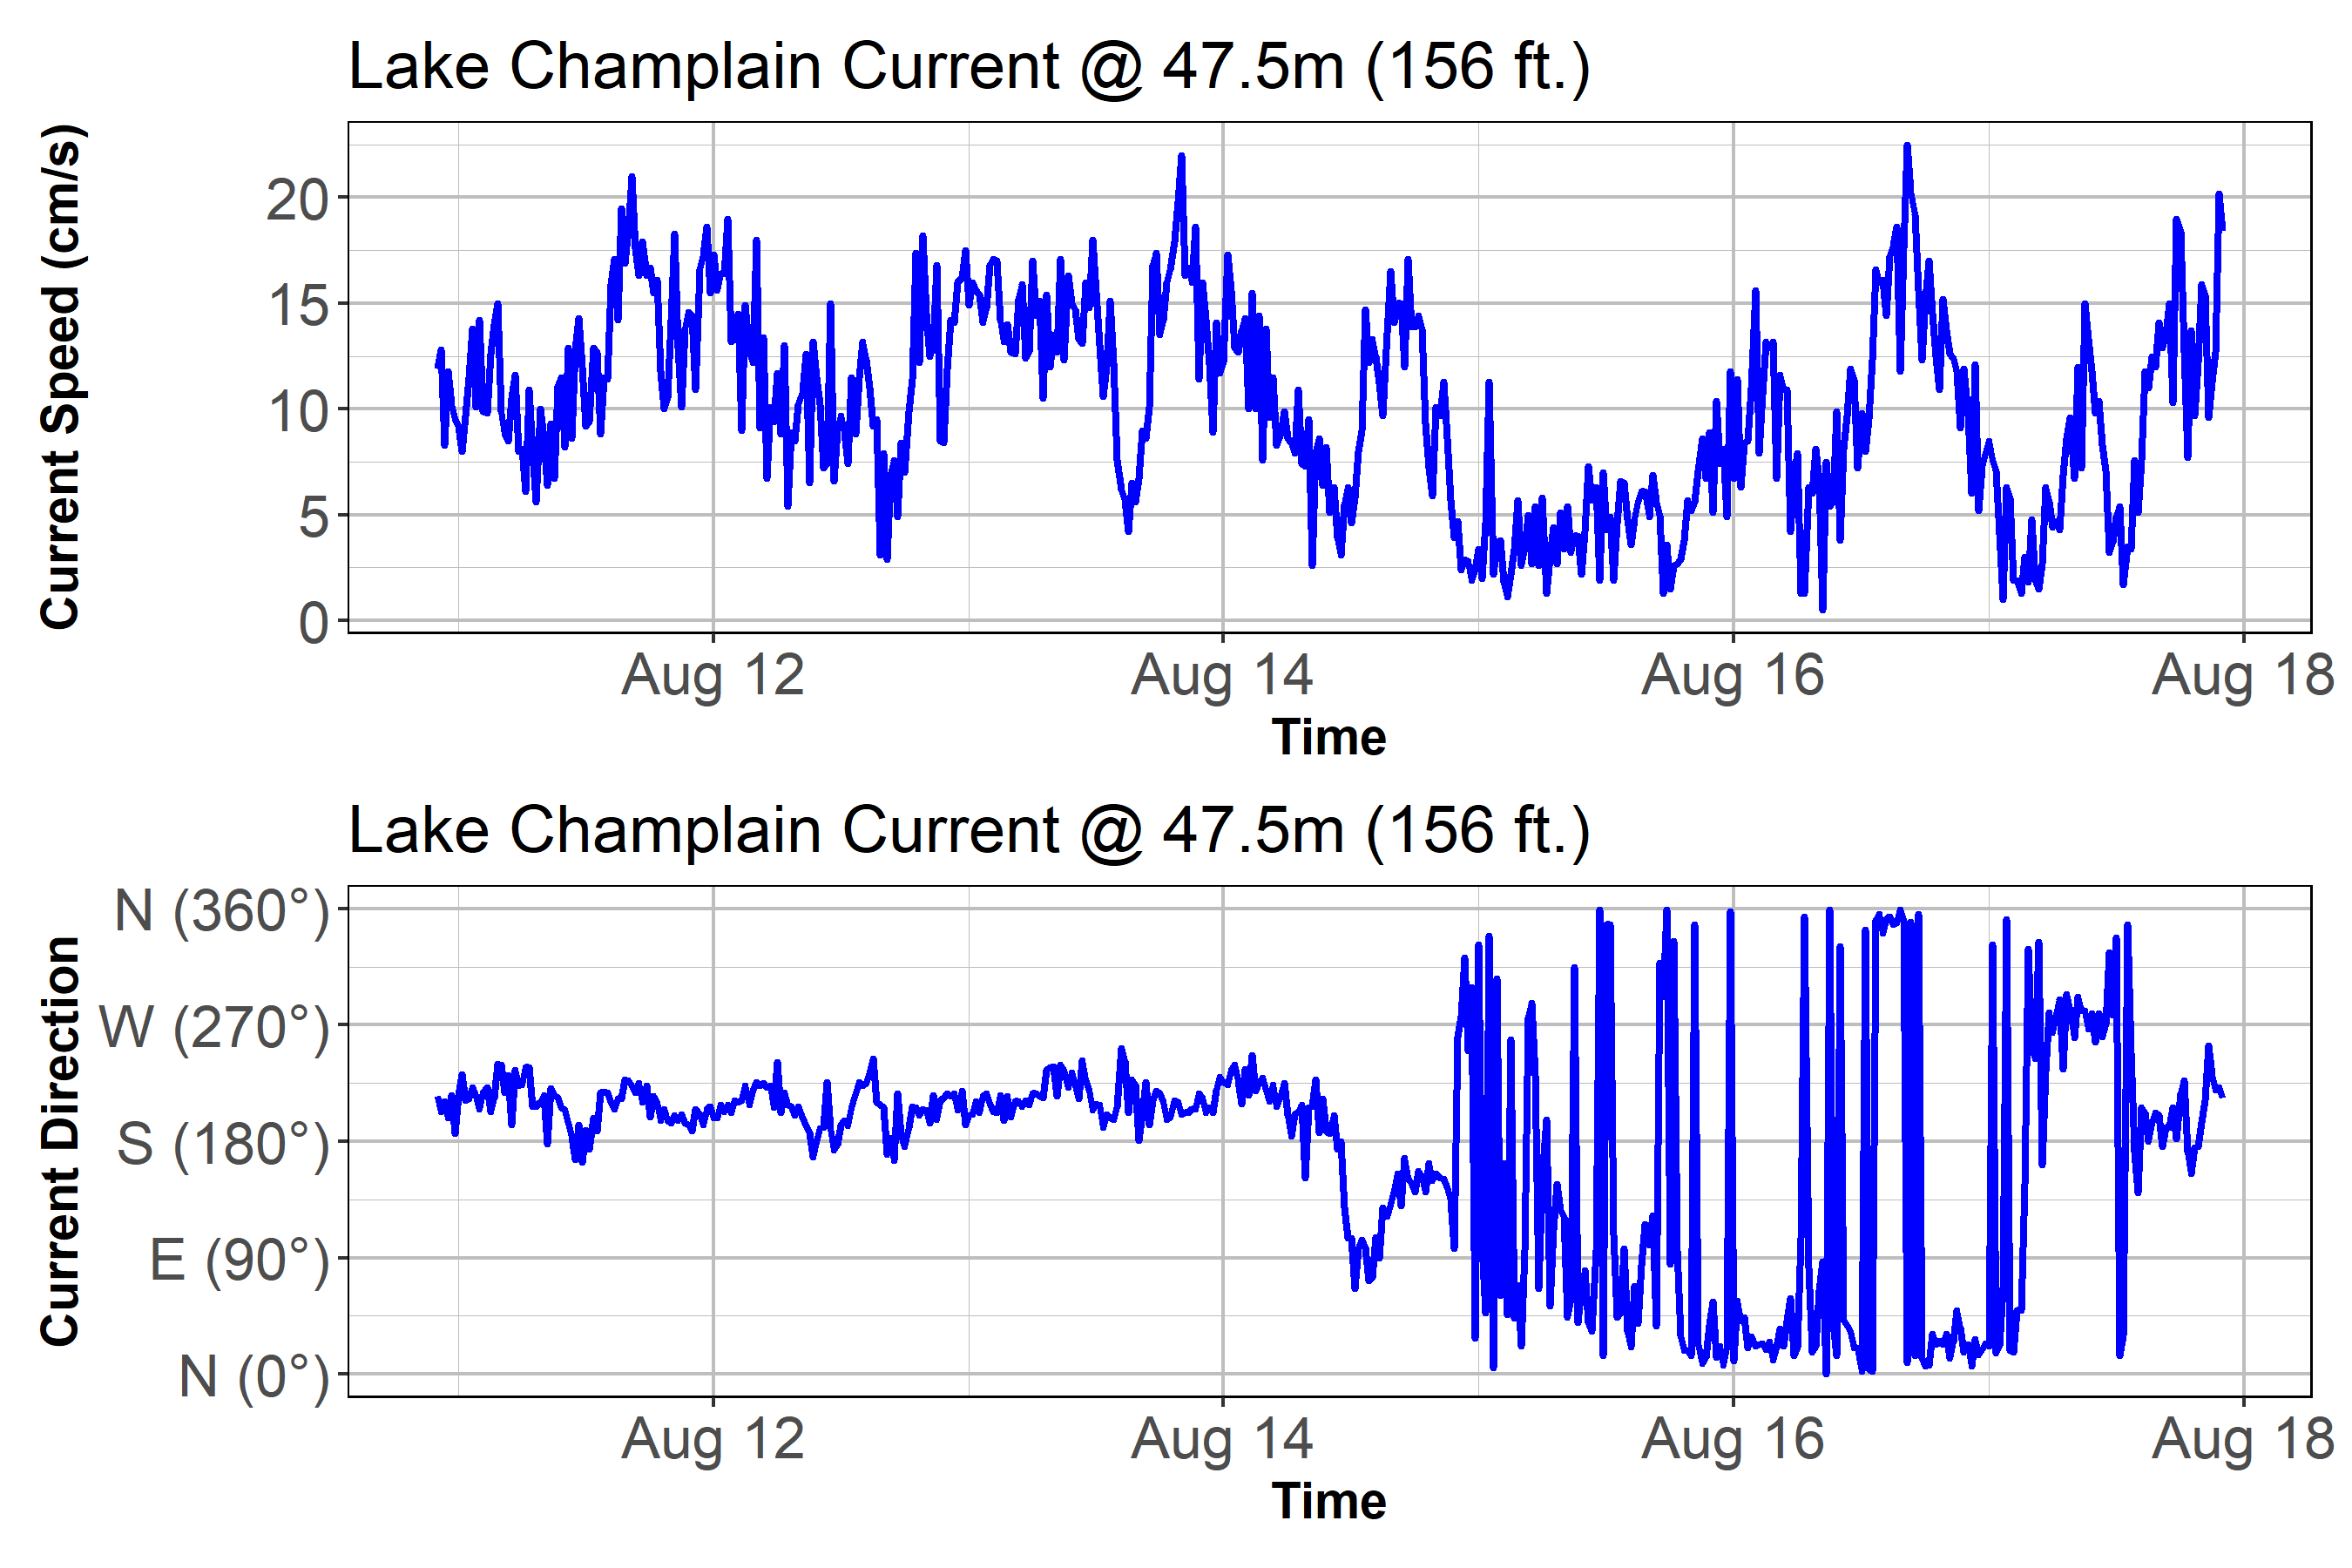 Lake Champlain Current @ 47.5m (156 ft.)
Current Speed (cm/s)
20
15
10
5
0
Aug 12 Aug 14 Aug 16 Aug 18
Time
Lake Champlain Current @ 47.5m (156 ft.)
Current Direction
N (360°)
W (270°)
S (180°)
E (90°)
N (0°)
Aug 12 Aug 14 Aug 16 Aug 18
Time